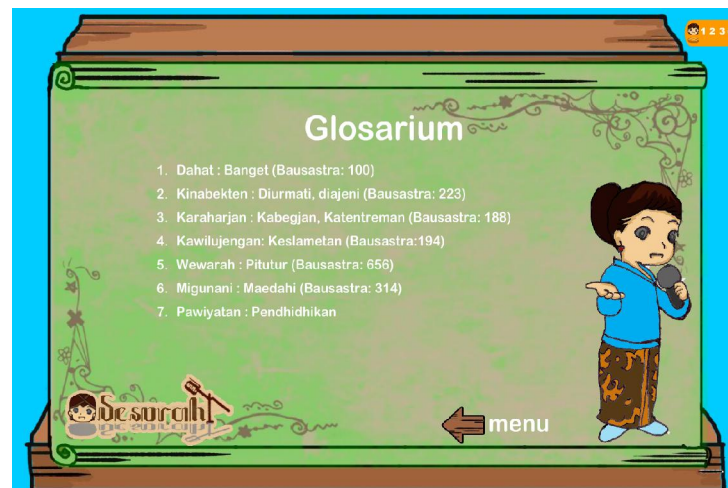 1 2 3
Glosarium
1. Dahat : Banget (Bausastra: 100)
2. Kinabekten : Diurmati, diajeni (Bausastra: 223)
3. Karaharjan : Kabegjan, Katentreman (Bausastra: 188)
4. Kawilujengan: Keslametan (Bausastra:194)
5. Wewarah : Pitutur (Bausastra: 656)
6. Migunani : Maedahi (Bausastra: 314)
7. Pawiyatan : Pendhidhikan
menu